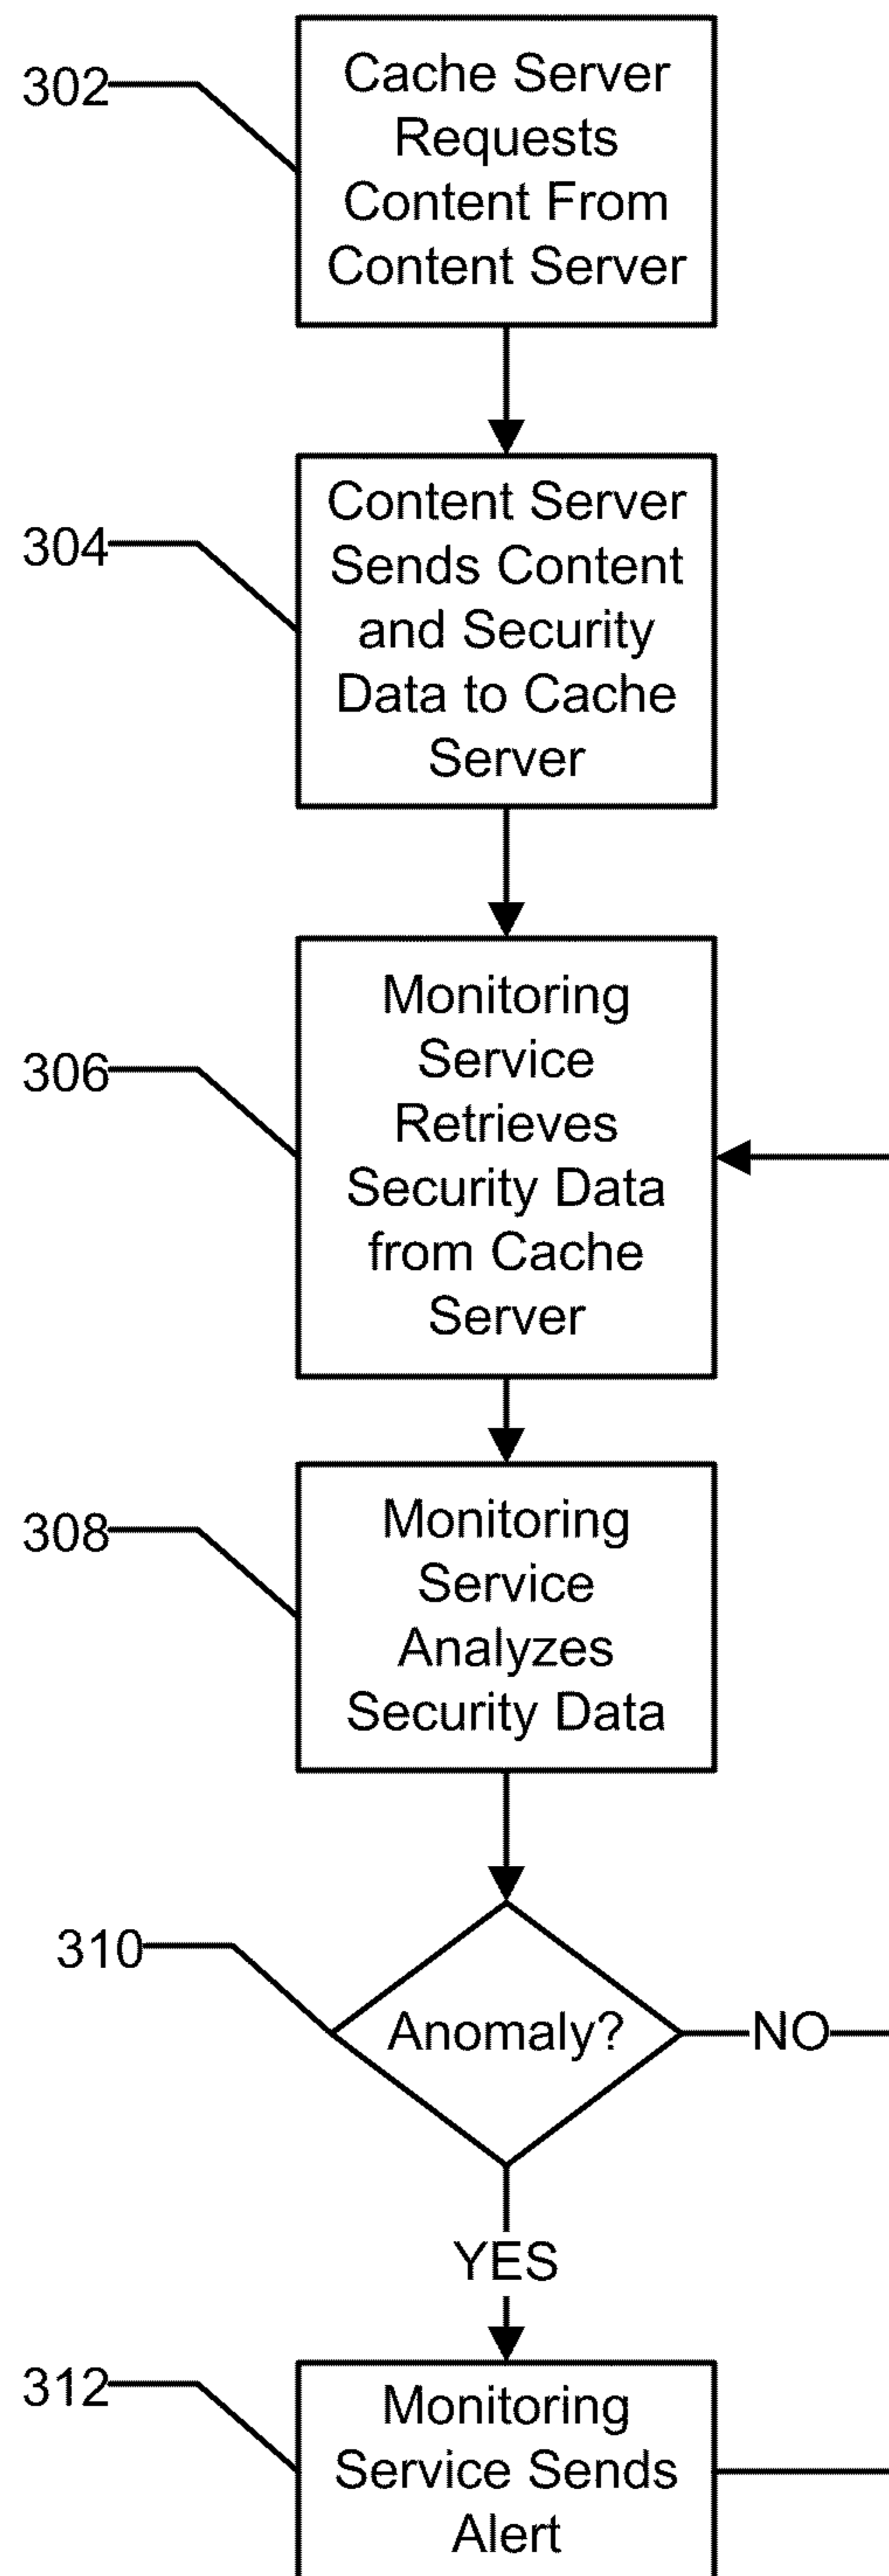 302
Cache Server
Requests
Content From
Content Server
304
Content Server
Sends Content
and Security
Data to Cache
Server
306
Monitoring
Service
Retrieves
Security Data
from Cache
Server
308
Monitoring
Service
Analyzes
Security Data
310
Anomaly?
NO
YES
312
Monitoring
Service Sends
Alert